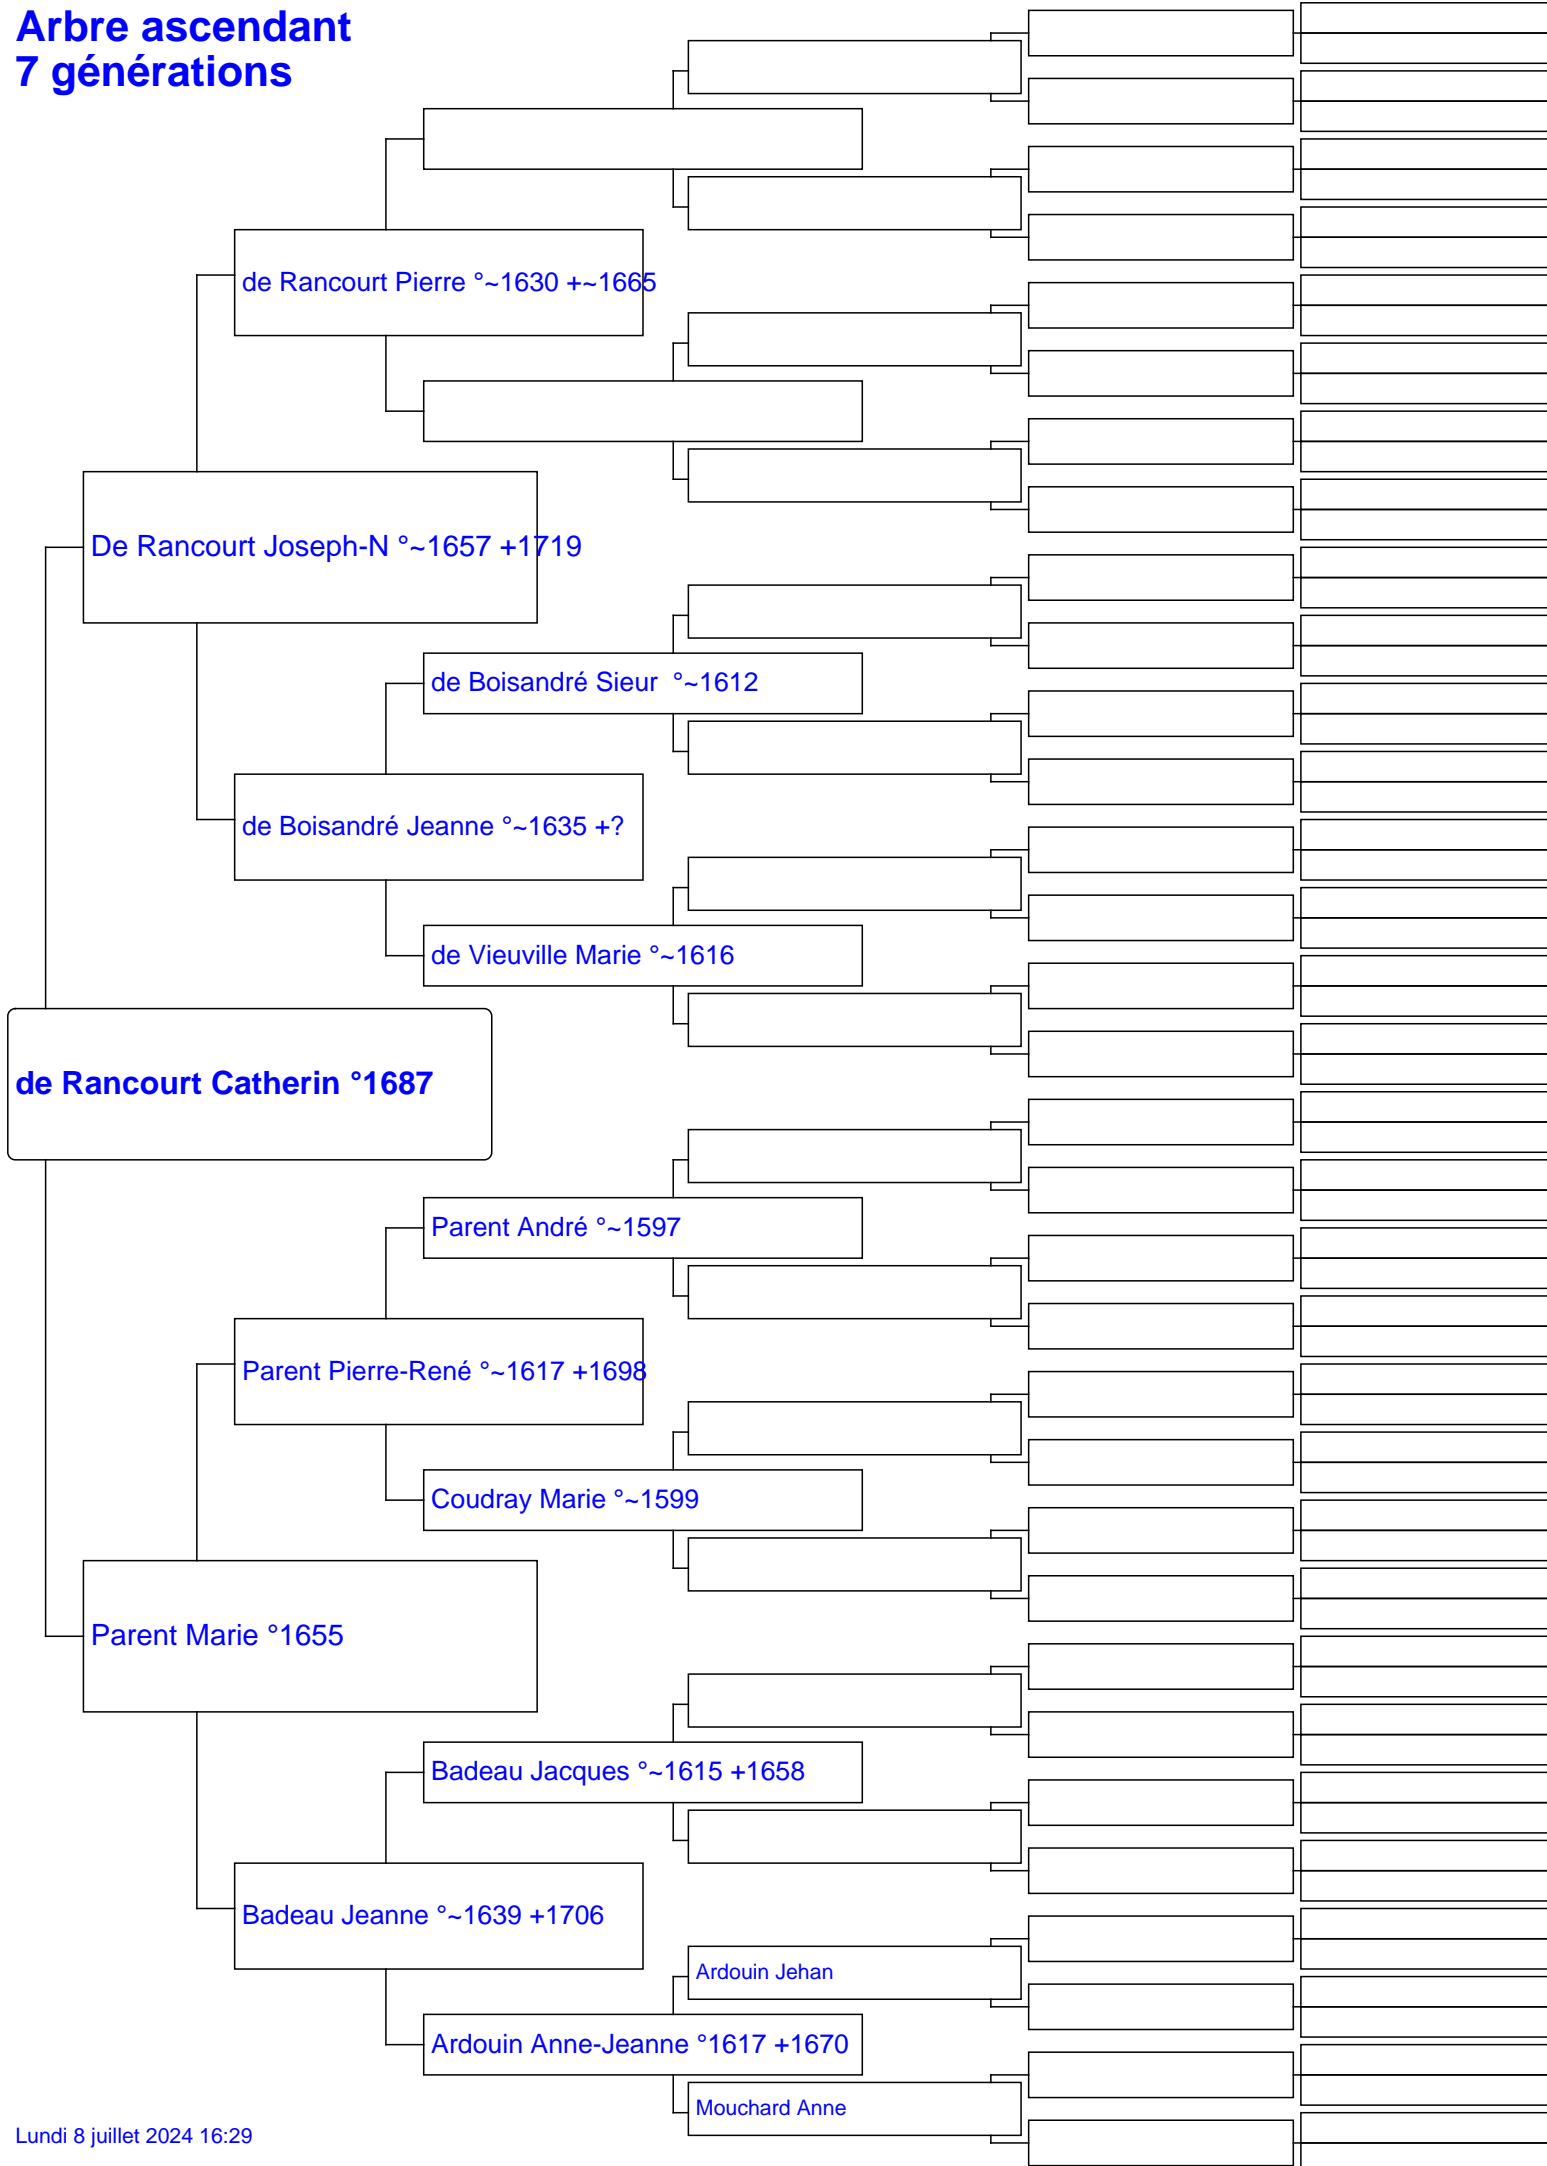 Arbre ascendant
7 générations
de Rancourt Pierre °~1630 +~1665
De Rancourt Joseph-N °~1657 +1719
de Boisandré Sieur  °~1612
de Boisandré Jeanne °~1635 +?
de Vieuville Marie °~1616
de Rancourt Catherin °1687
Parent André °~1597
Parent Pierre-René °~1617 +1698
Coudray Marie °~1599
Parent Marie °1655
Badeau Jacques °~1615 +1658
Badeau Jeanne °~1639 +1706
Ardouin Jehan
Ardouin Anne-Jeanne °1617 +1670
Mouchard Anne
Lundi 8 juillet 2024 16:29